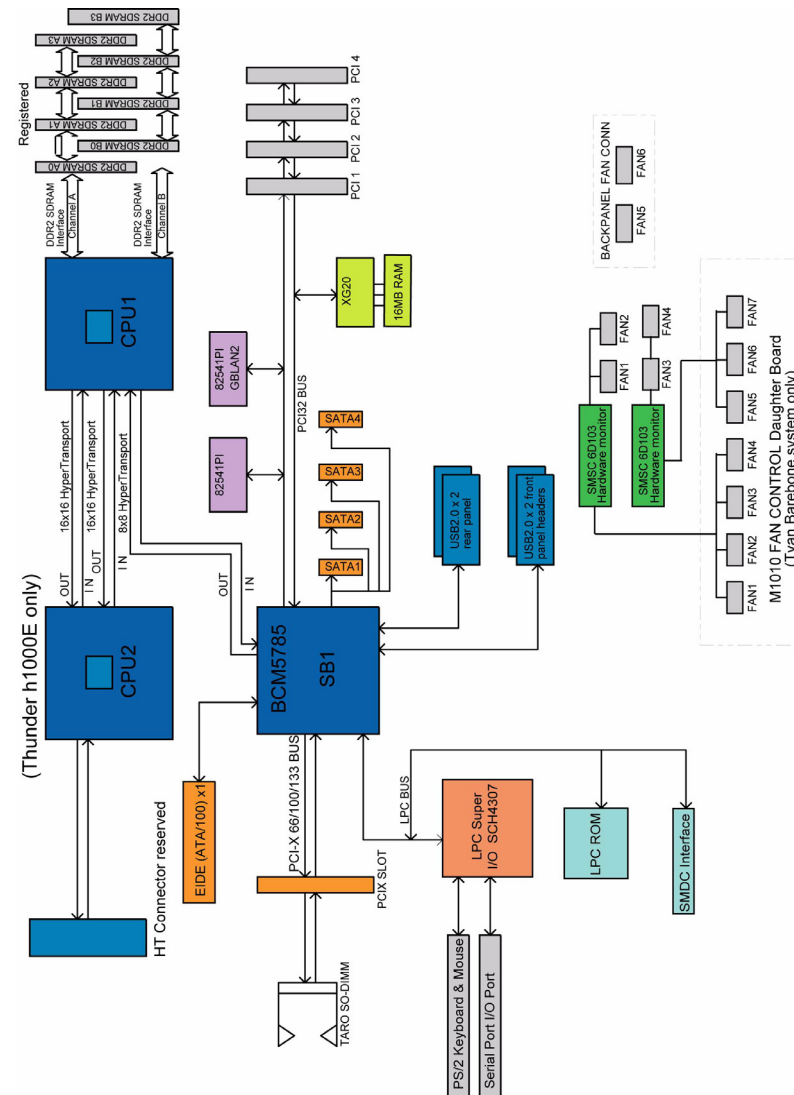 (Thunder h1000E only)
Registered
DDR2 SDRAM B3
DDR2 SDRAM A3
DDR2 SDRAM B2
DDR2 SDRAM A2
DDR2 SDRAM B1
DDR2 SDRAM A1
DDR2 SDRAM B0
DDR2 SDRAM A0
DDR2 SDRAM
Interface
Channel A
DDR2 SDRAM
Interface
Channel B
CPU1
16x16 HyperTransport
16x16 HyperTransport
8x8 HyperTransport
OUT
I N
OUT
I N
OUT
I N
CPU2
HT Connector reserved
PCI 4
PCI 3
PCI 2
PCI 1
PCI32 BUS
XG20
16MB RAM
82541PI
GBLAN2
82541PI
SATA4
SATA3
SATA2
SATA1
BCM5785
SB1
EIDE (ATA/100) x1
PCI-X 66/100/133 BUS
PCIX SLOT
TARO SO-DIMM
USB2.0 x 2
rear panel
USB2.0 x 2 front
panel headers
LPC BUS
LPC Super
I/O SCH4307
PS/2 Keyboard & Mouse
Serial Port I/O Port
LPC ROM
SMDC Interface
BACKPANEL FAN CONN
FAN5
FAN6
SMSC 6D103
Hardware monitor
FAN1
FAN2
SMSC 6D103
Hardware monitor
FAN3
FAN4
FAN1
FAN2
FAN3
FAN4
FAN5
FAN6
FAN7
M1010 FAN CONTROL Daughter Board
(Tyan Barebone system only)